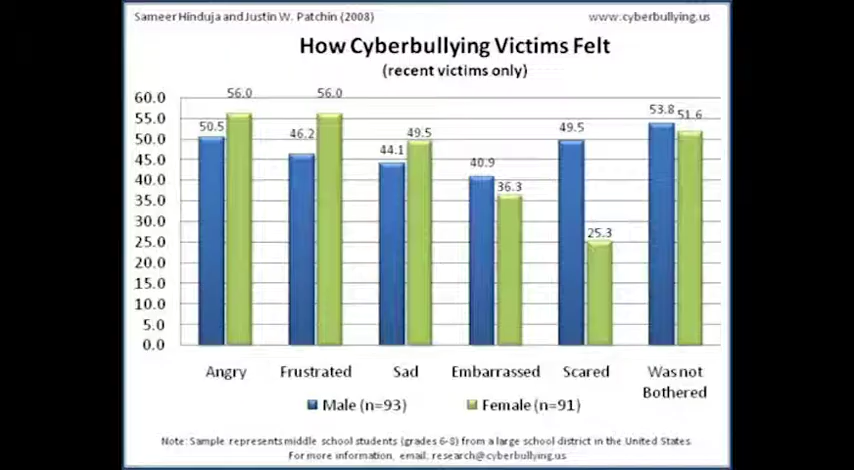 Sameer Hinduja and Justin W. Patchin (2008) www.cyberbullying.us
How Cyberbullying Victims Felt
(recent victims only)
60.0
55.0
50.0
45.0
40.0
35.0
30.0
25.0
20.0
15.0
10.0
5.0
0.0
50.5 56.0 46.2 56.0 44.1 49.5 40.9 36.3 49.5 25.3 53.8 51.6
Angry Frustrated Sad Embarrassed Scared Was not
Bothered
Male (n=93) Female (n=91)
Note: Sample represents middle school students (grades 6-8) from a large school district in the United States
For more information, email: research@cyberbullying.us